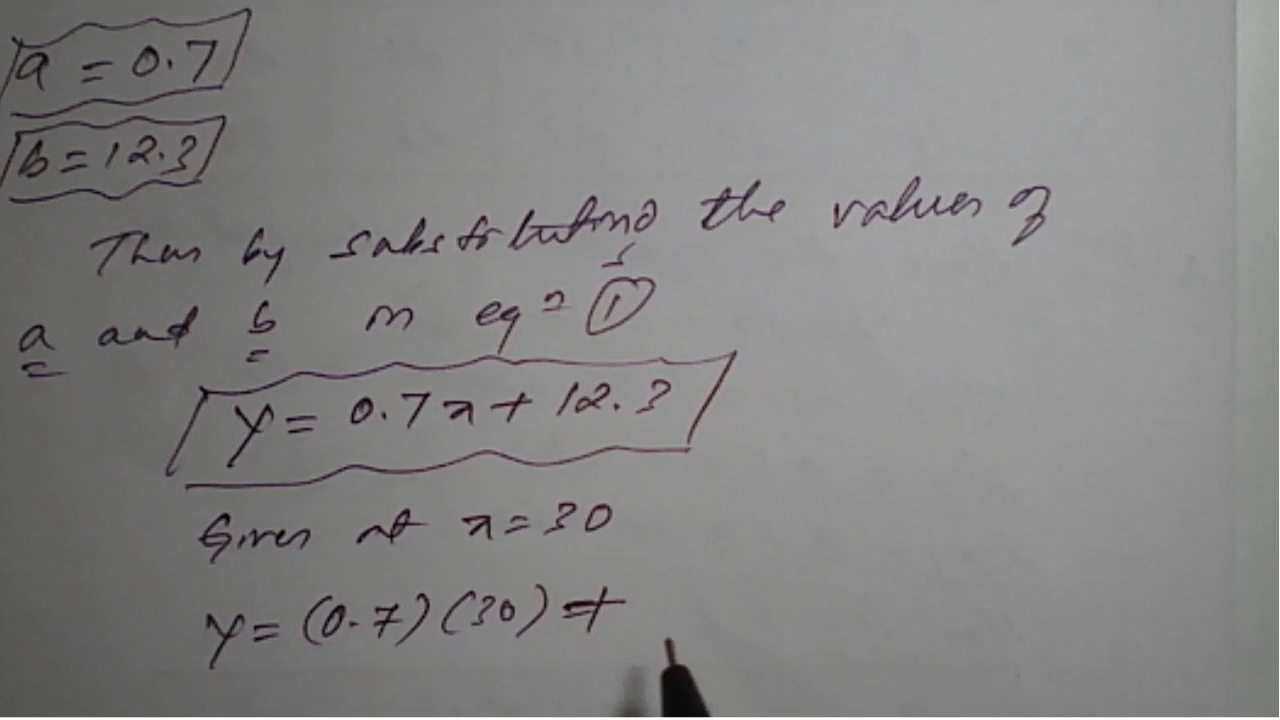 a = 0.7
b = 12.3
Thus by substituting the values of
a and b in eqn ①
y = 0.7x + 12.3
Given at x = 30
y = (0.7)(30) +